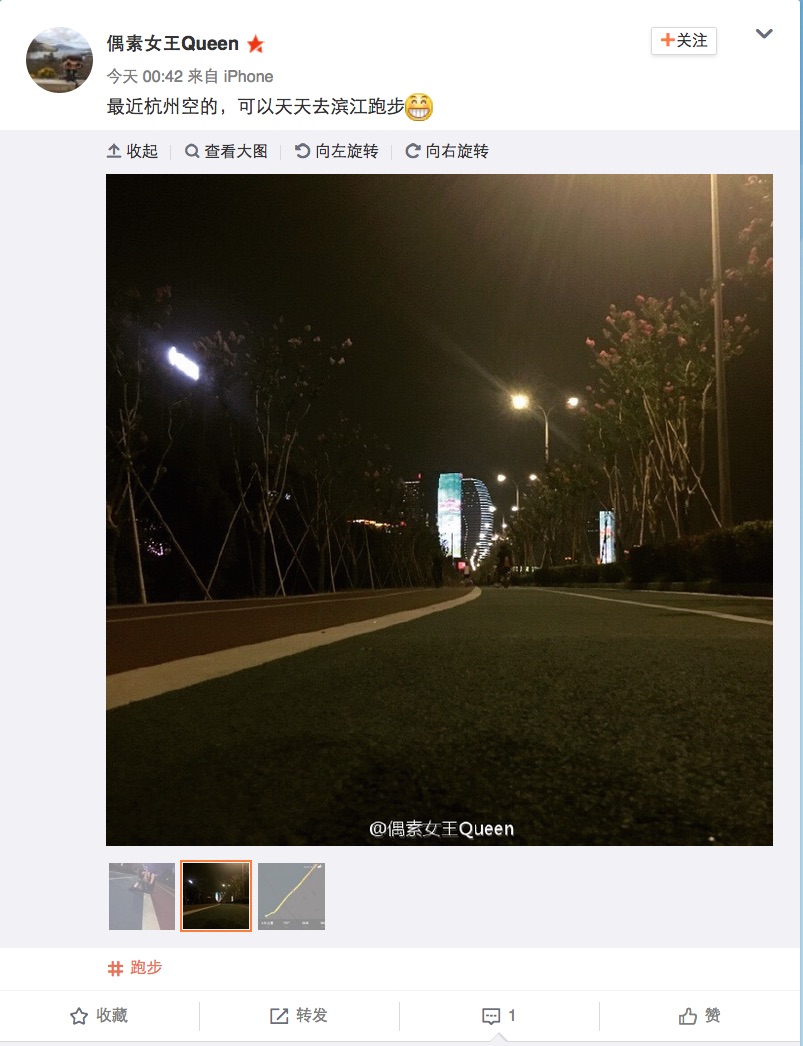 偶素女王Queen
+关注
今天 00:42 来自 iPhone
最近杭州空的，可以天天去滨江跑步
收起 查看大图 向左旋转 向右旋转
@偶素女王Queen
# 跑步
收藏 转发 1 赞